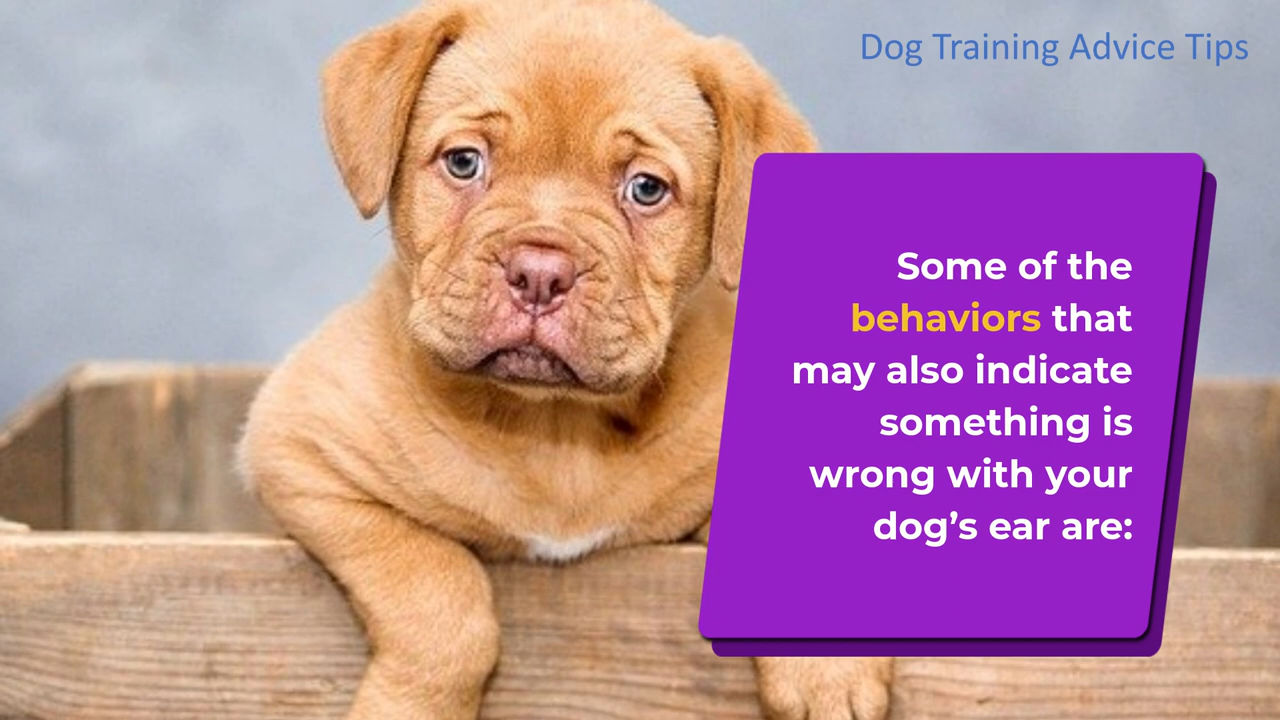 Dog Training Advice Tips
Some of the
behaviors that
may also indicate
something is
wrong with your
dog’s ear are: